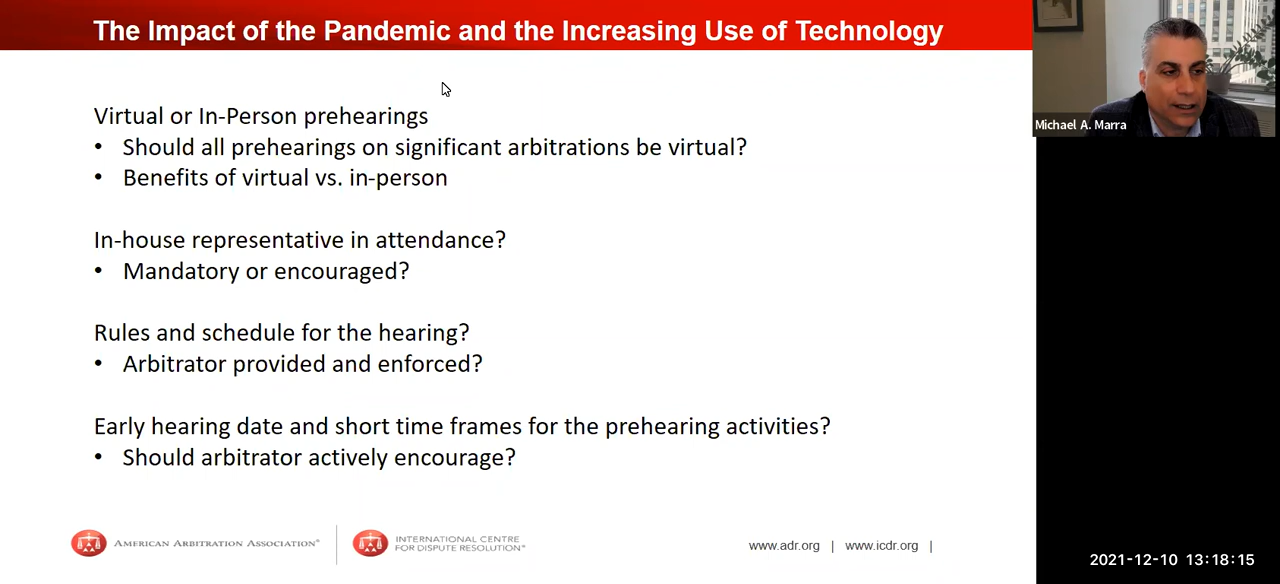 The Impact of the Pandemic and the Increasing Use of Technology
Michael A. Marra
Virtual or In-Person prehearings
• Should all prehearings on significant arbitrations be virtual?
• Benefits of virtual vs. in-person
In-house representative in attendance?
• Mandatory or encouraged?
Rules and schedule for the hearing?
• Arbitrator provided and enforced?
Early hearing date and short time frames for the prehearing activities?
• Should arbitrator actively encourage?
AMERICAN ARBITRATION ASSOCIATION®
INTERNATIONAL CENTRE
FOR DISPUTE RESOLUTION®
www.adr.org | www.icdr.org |
2021-12-10 13:18:15